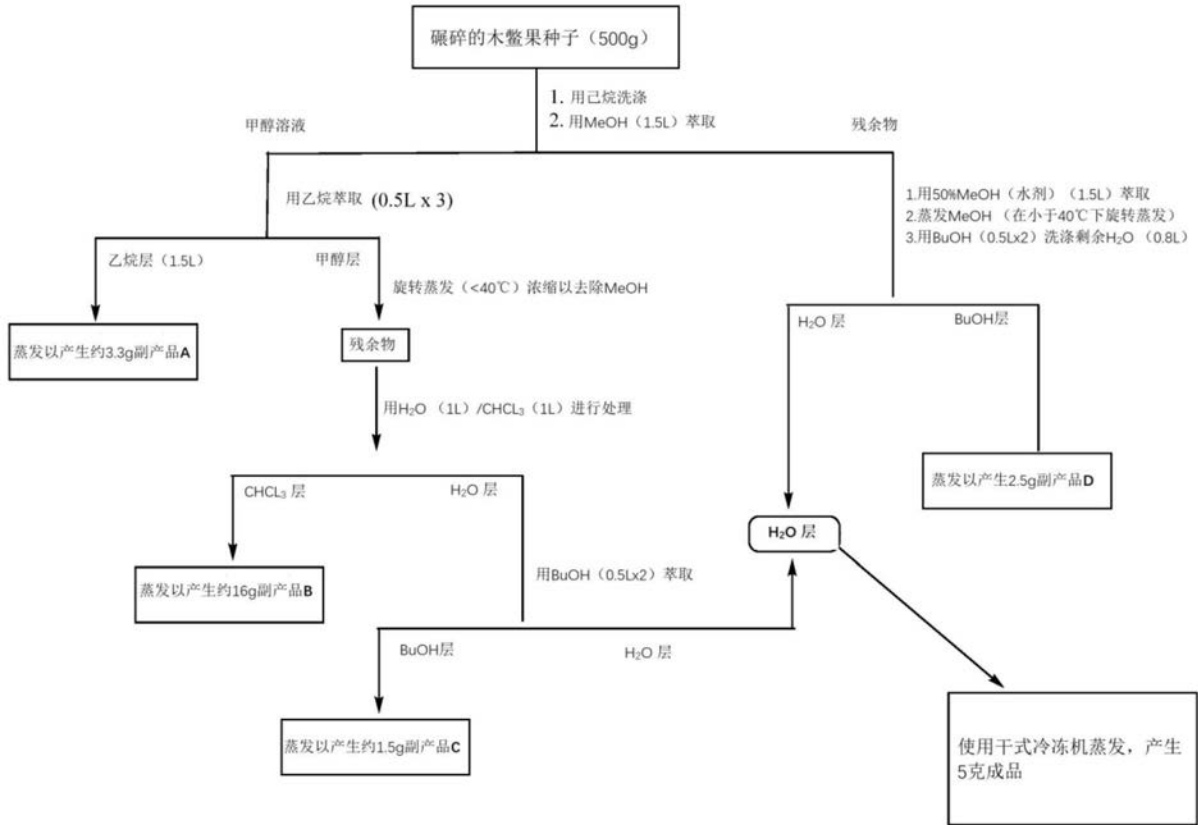 碾碎的木鳖果种子（500g）
1. 用己烷洗涤
2. 用MeOH（1.5L）萃取
甲醇溶液
残余物
用乙烷萃取 (0.5L x 3)
1.用50%MeOH（水剂）（1.5L）萃取
2.蒸发MeOH （在小于40℃下旋转蒸发）
3.用BuOH（0.5Lx2）洗涤剩余H₂O （0.8L）
乙烷层（1.5L）
甲醇层
旋转蒸发（<40℃）浓缩以去除MeOH
H₂O 层
BuOH层
蒸发以产生约3.3g副产品A
残余物
用H₂O （1L）/CHCL₃（1L）进行处理
蒸发以产生2.5g副产品D
CHCL₃ 层
H₂O 层
H₂O 层
用BuOH（0.5Lx2）萃取
蒸发以产生约16g副产品B
BuOH层
H₂O 层
蒸发以产生约1.5g副产品C
使用干式冷冻机蒸发，产生
5克成品